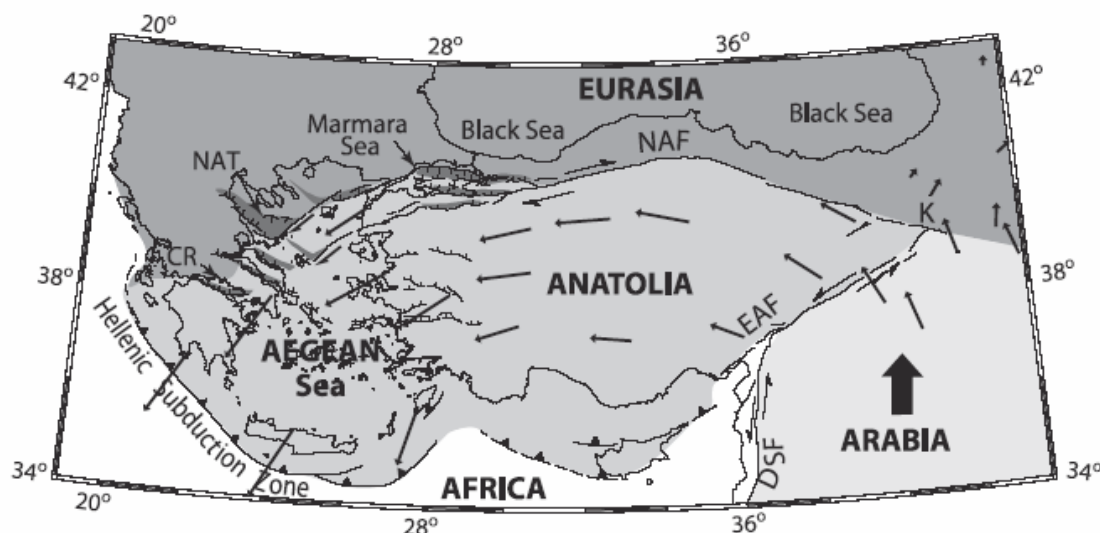 20°
28°
36°
42°
42°
EURASIA
Black Sea
Black Sea
Marmara
Sea
NAF
NAT
K
CR
38°
38°
ANATOLIA
EAF
AEGEAN
Sea
Hellenic Subduction Zone
ARABIA
DSF
AFRICA
34°
34°
20°
28°
36°